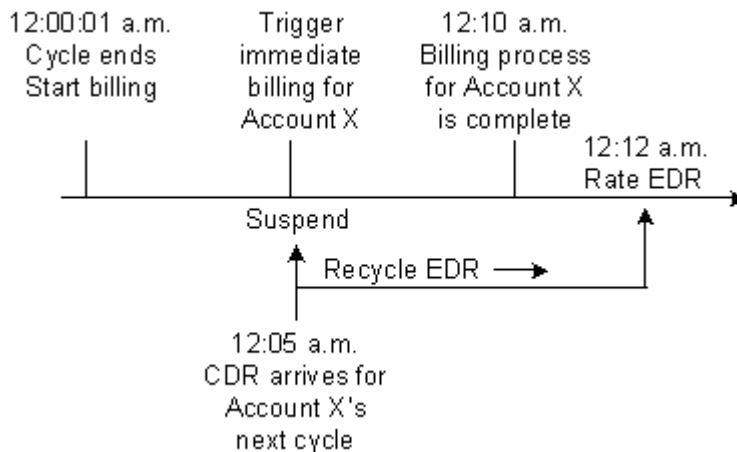 12:00:01 a.m.
Cycle ends
Start billing
Trigger
immediate
billing for
Account X
12:10 a.m.
Billing process
for Account X
is complete
12:12 a.m.
Rate EDR
Suspend
Recycle EDR
12:05 a.m.
CDR arrives for
Account X's
next cycle